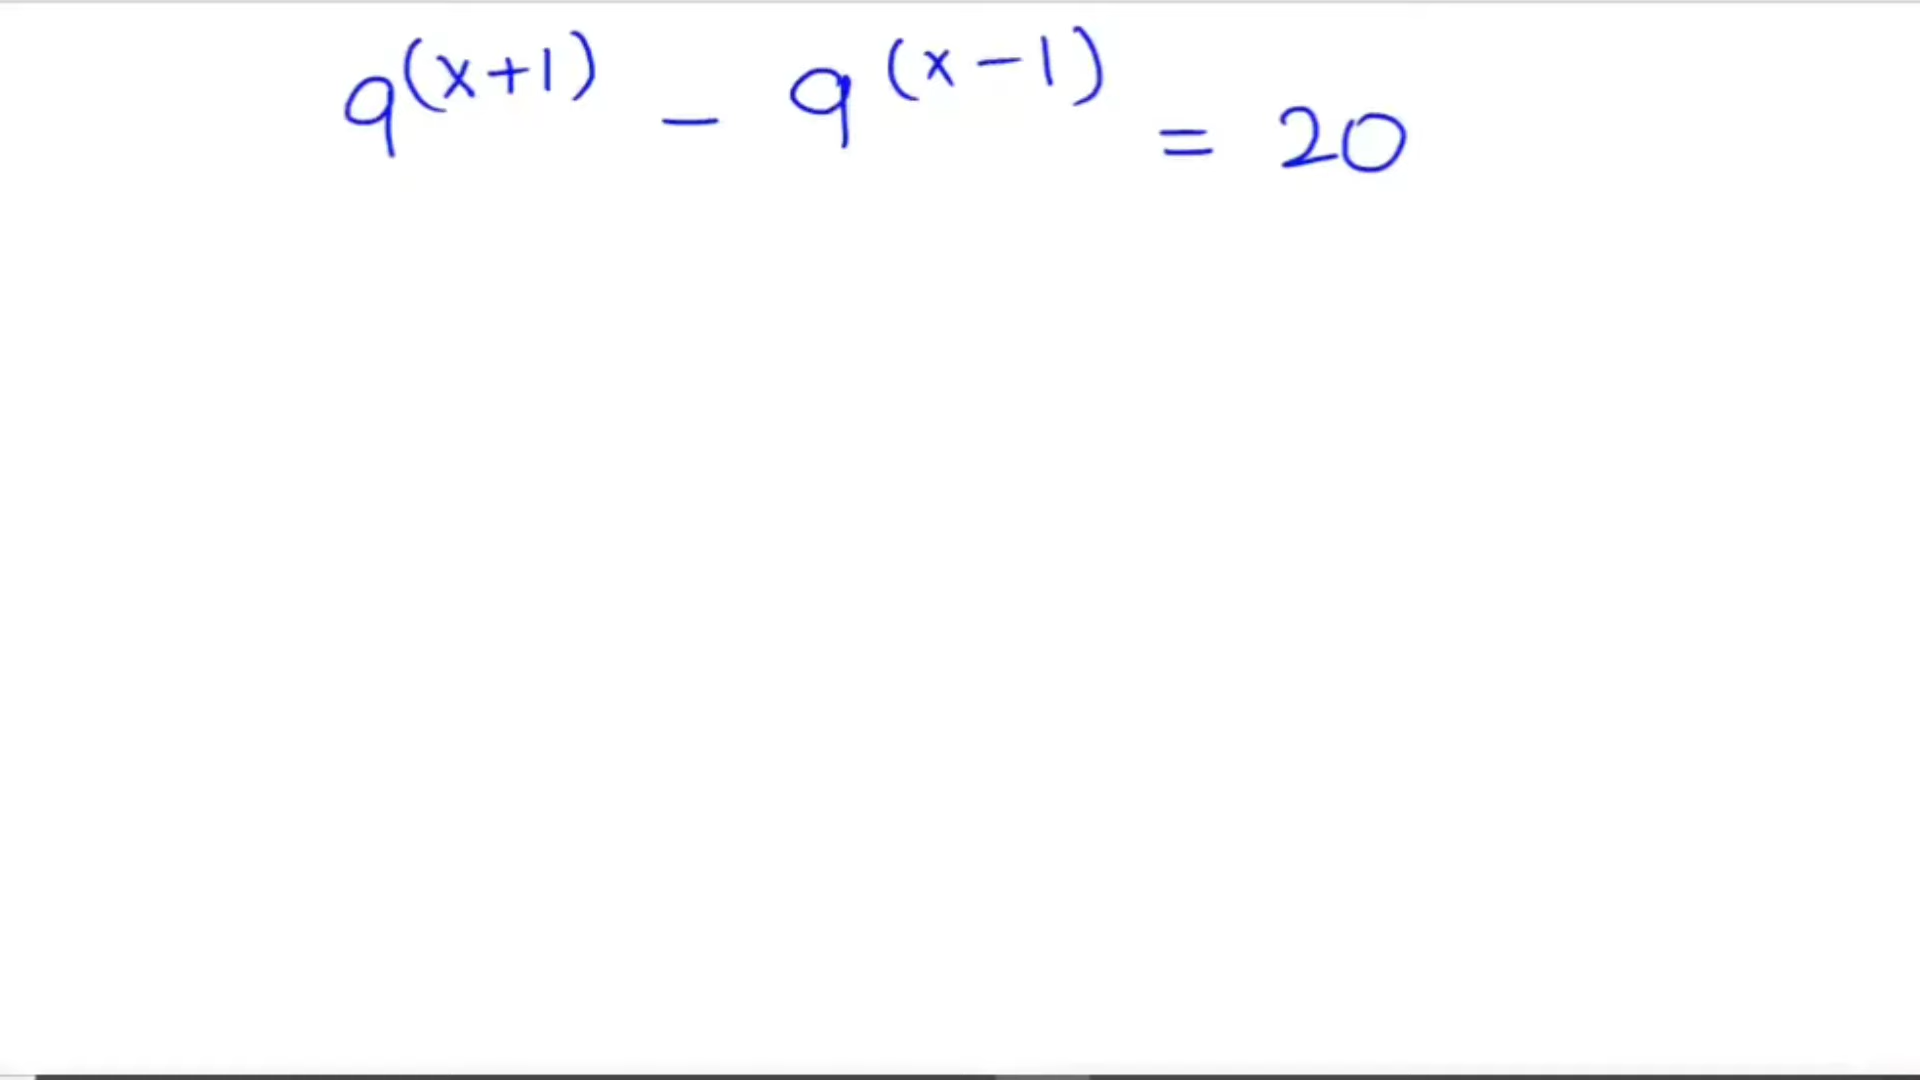 9^(x+1) - 9^(x-1) = 20